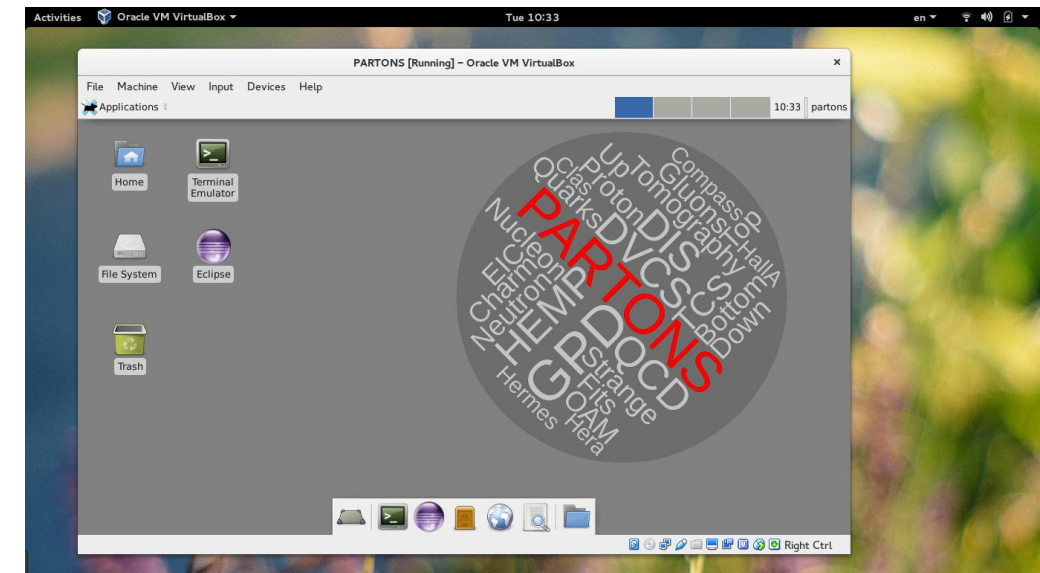 Activities Oracle VM VirtualBox Tue 10:33 en
PARTONS [Running] – Oracle VM VirtualBox ×
File Machine View Input Devices Help
Applications 10:33 partons
Home
Terminal
Emulator
File System
Eclipse
Trash
Compass
Gluons
Up
Tomography
Top
HallA
Clas
Proton
DIS
Quarks
DVCS
TCS
Bottom
Down
PARTONS
Nucleon
EIC
Charm
Neutron
HEMP
GPD
QCD
Strange
Fits
OAM
Hermes
Hera
Right Ctrl